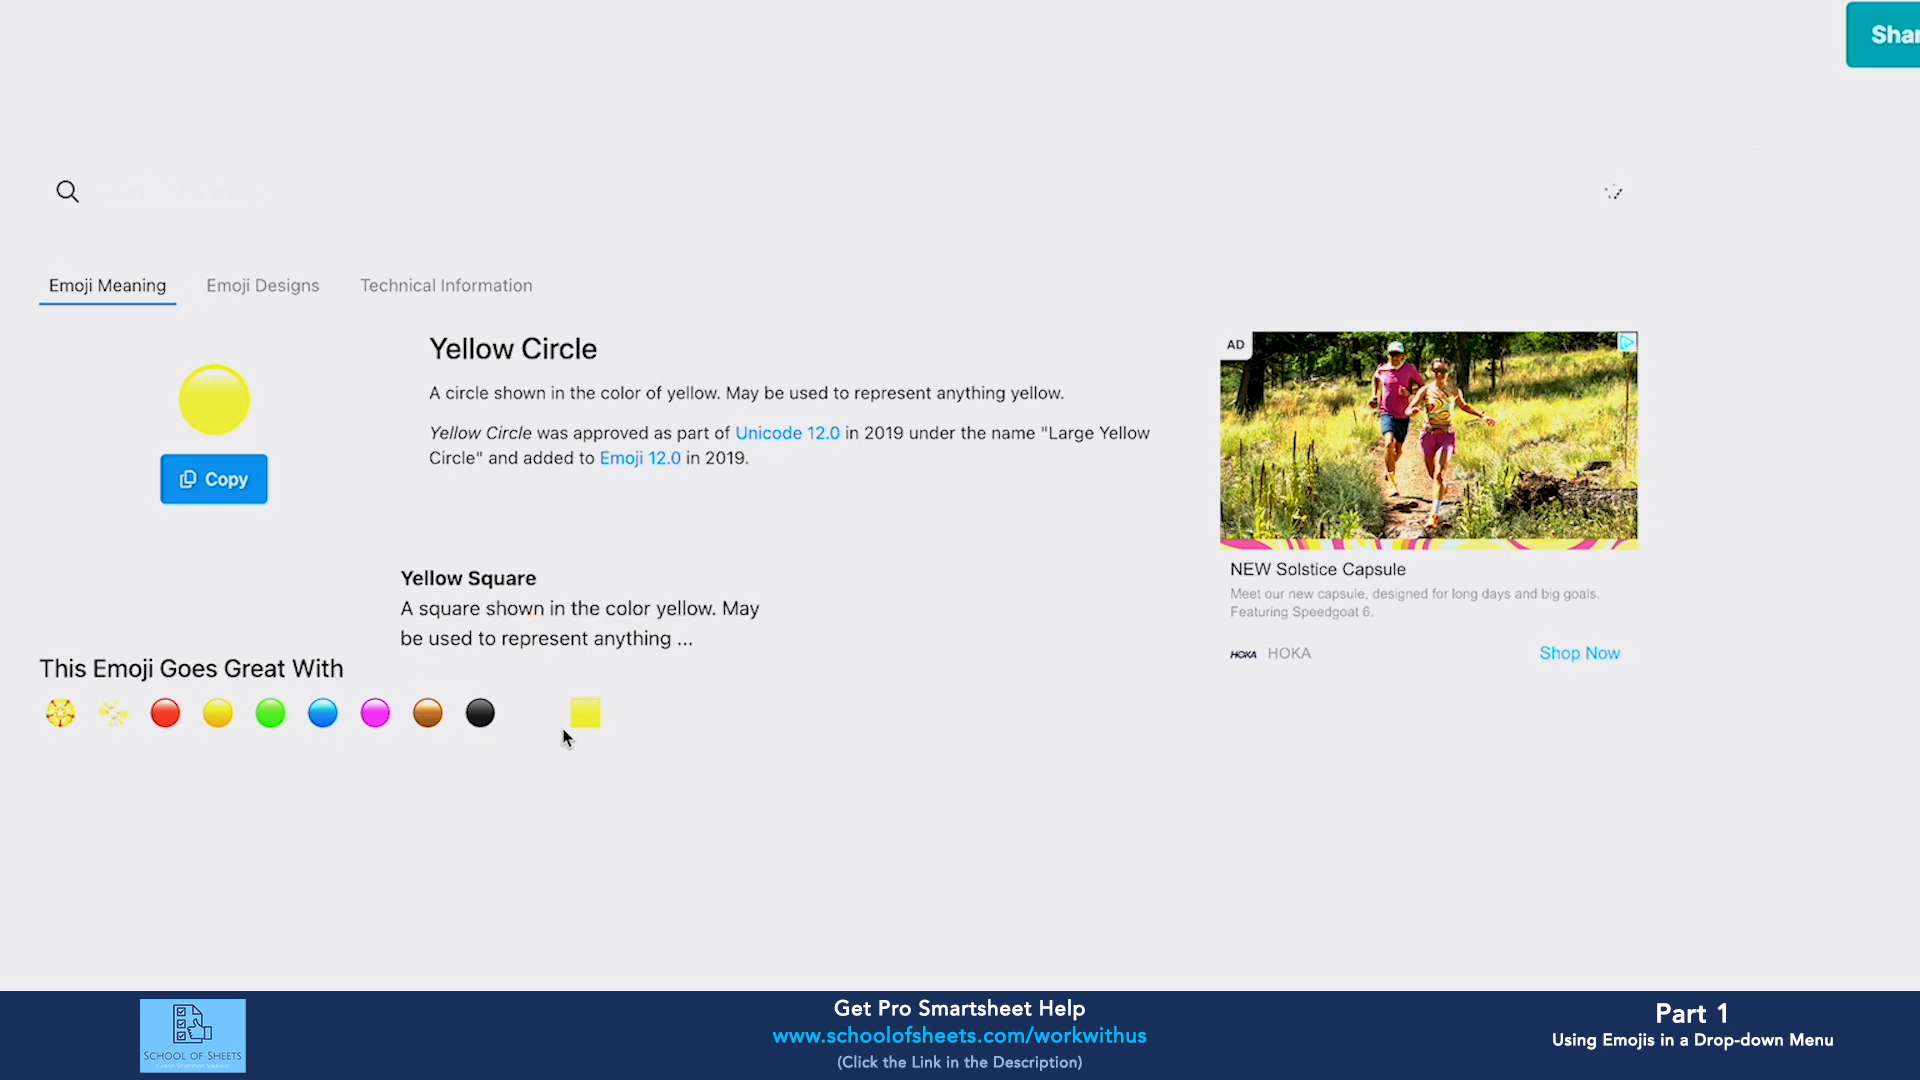 Shar
Emoji Meaning
Emoji Designs
Technical Information
Yellow Circle
A circle shown in the color of yellow. May be used to represent anything yellow.
Yellow Circle was approved as part of Unicode 12.0 in 2019 under the name "Large Yellow
Circle" and added to Emoji 12.0 in 2019.
Copy
Yellow Square
A square shown in the color yellow. May
be used to represent anything ...
This Emoji Goes Great With
AD
NEW Solstice Capsule
Meet our new capsule, designed for long days and big goals.
Featuring Speedgoat 6.
HOKA HOKA
Shop Now
SCHOOL OF SHEETS
Get Pro Smartsheet Help
www.schoolofsheets.com/workwithus
(Click the Link in the Description)
Part 1
Using Emojis in a Drop-down Menu